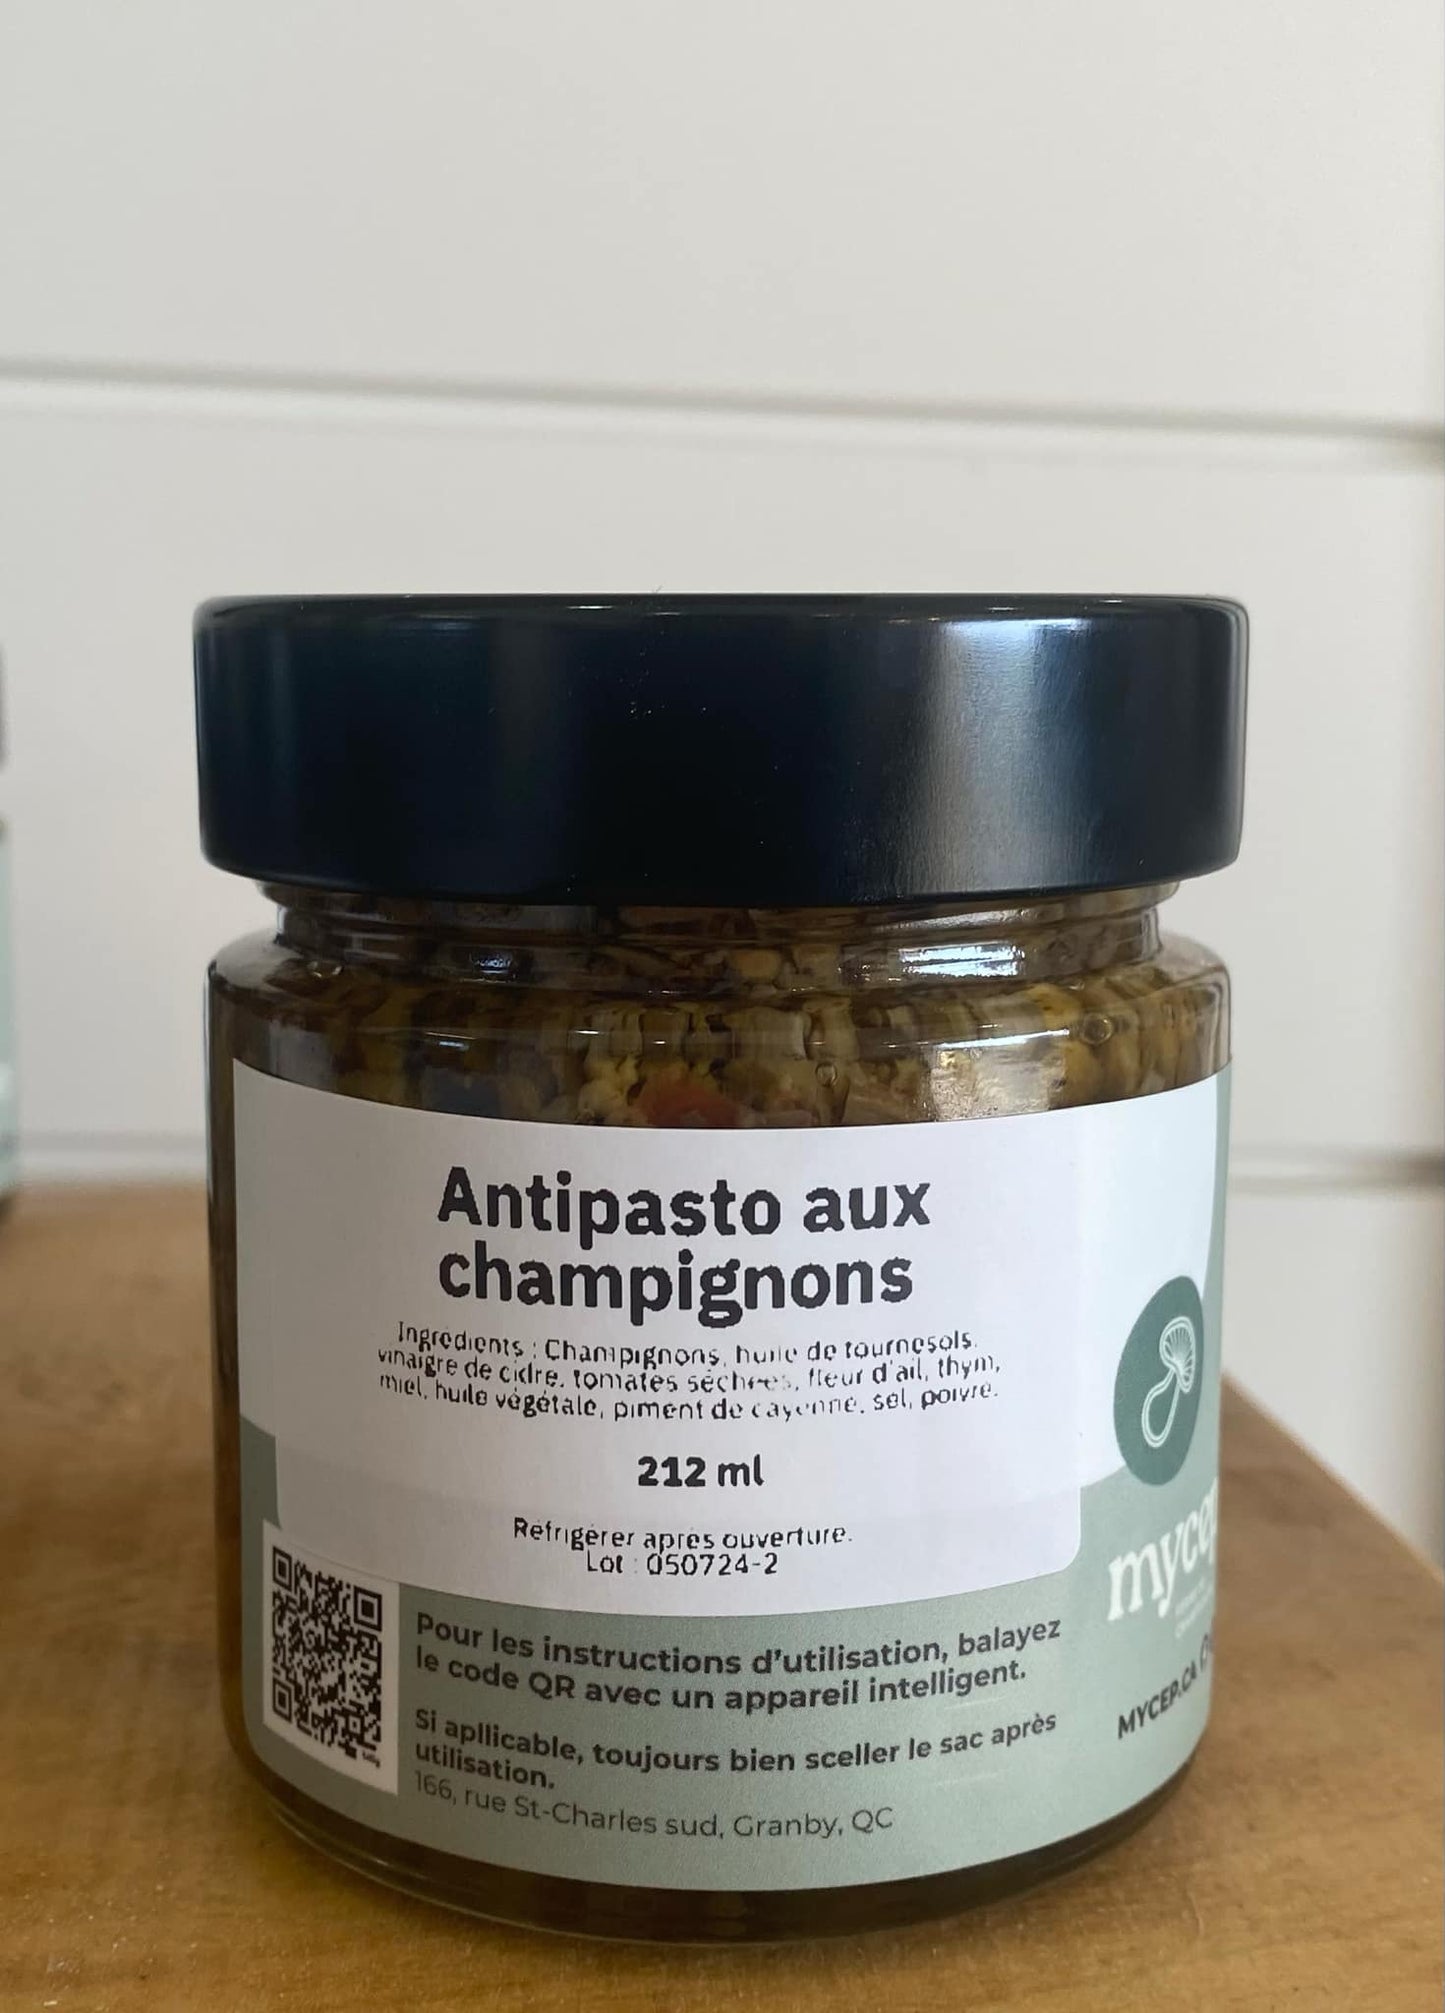 Antipasto aux
champignons
Ingrédients : Champignons, huile de tournesols,
vinaigre de cidre, tomates séchées, fleur d'ail, thym,
miel, huile végétale, piment de cayenne, sel, poivre.
212 ml
Réfrigérer après ouverture.
Lot : 050724-2
Pour les instructions d'utilisation, balayez
le code QR avec un appareil intelligent.
Si apllicable, toujours bien sceller le sac après
utilisation.
166, rue St-Charles sud, Granby, QC
mycep
MYCEP.CA